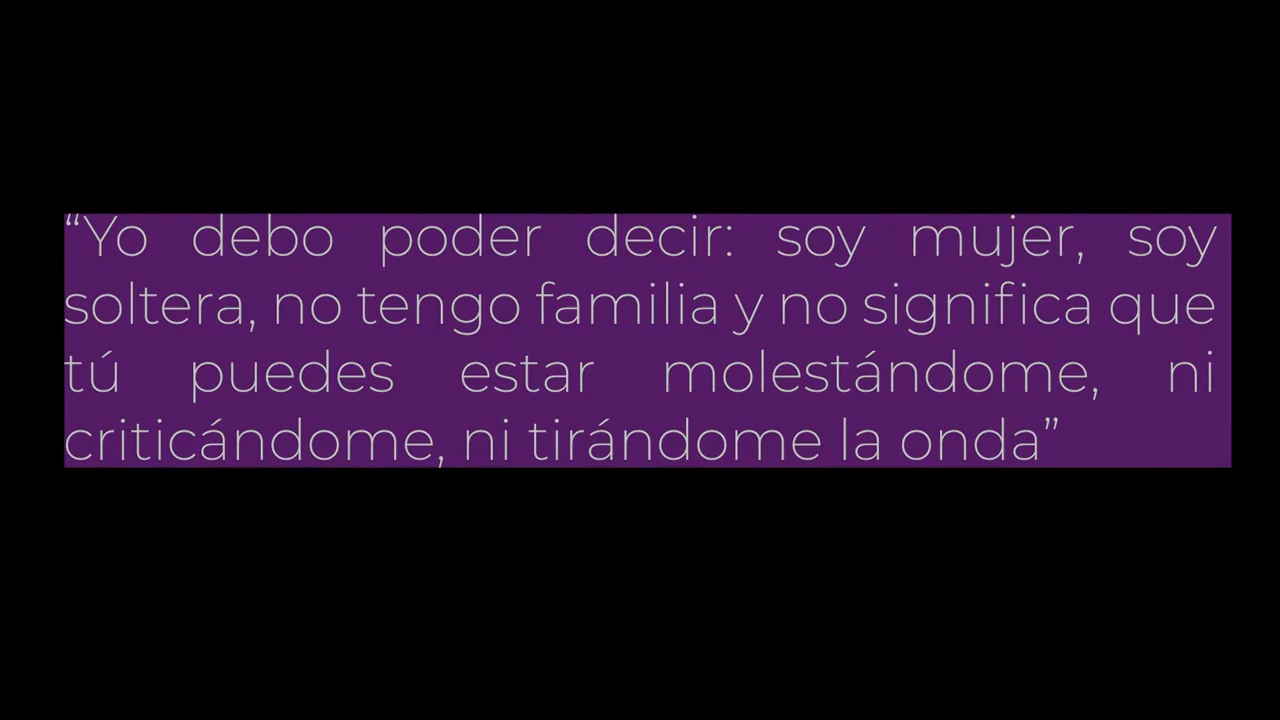 “Yo debo poder decir: soy mujer, soy
soltera, no tengo familia y no significa que
tú puedes estar molestándome, ni
criticándome, ni tirándome la onda”